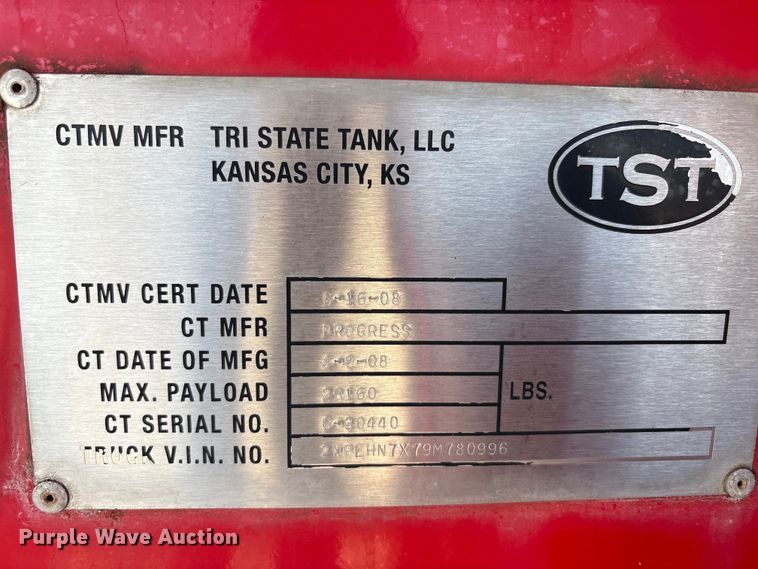 CTMV MFR TRI STATE TANK, LLC
KANSAS CITY, KS
TST
CTMV CERT DATE
CT MFR PROGRESS
CT DATE OF MFG
MAX. PAYLOAD LBS.
CT SERIAL NO.
TRUCK V.I.N. NO.
Purple Wave Auction